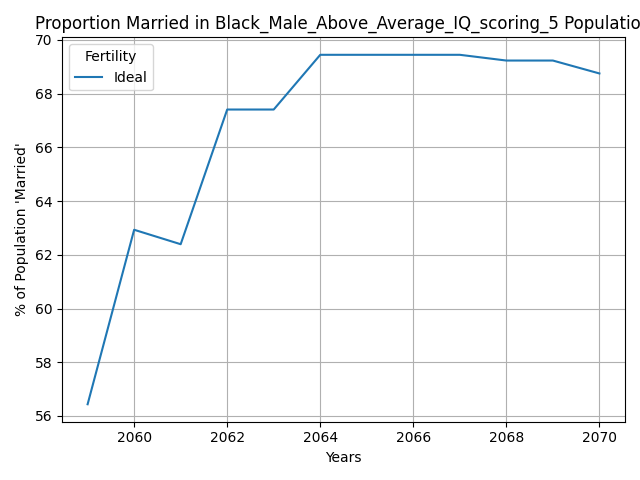 Proportion Married in Black_Male_Above_Average_IQ_scoring_5 Populatio
70
68
66
64
62
60
58
56
% of Population 'Married'
Fertility
Ideal
2060 2062 2064 2066 2068 2070
Years